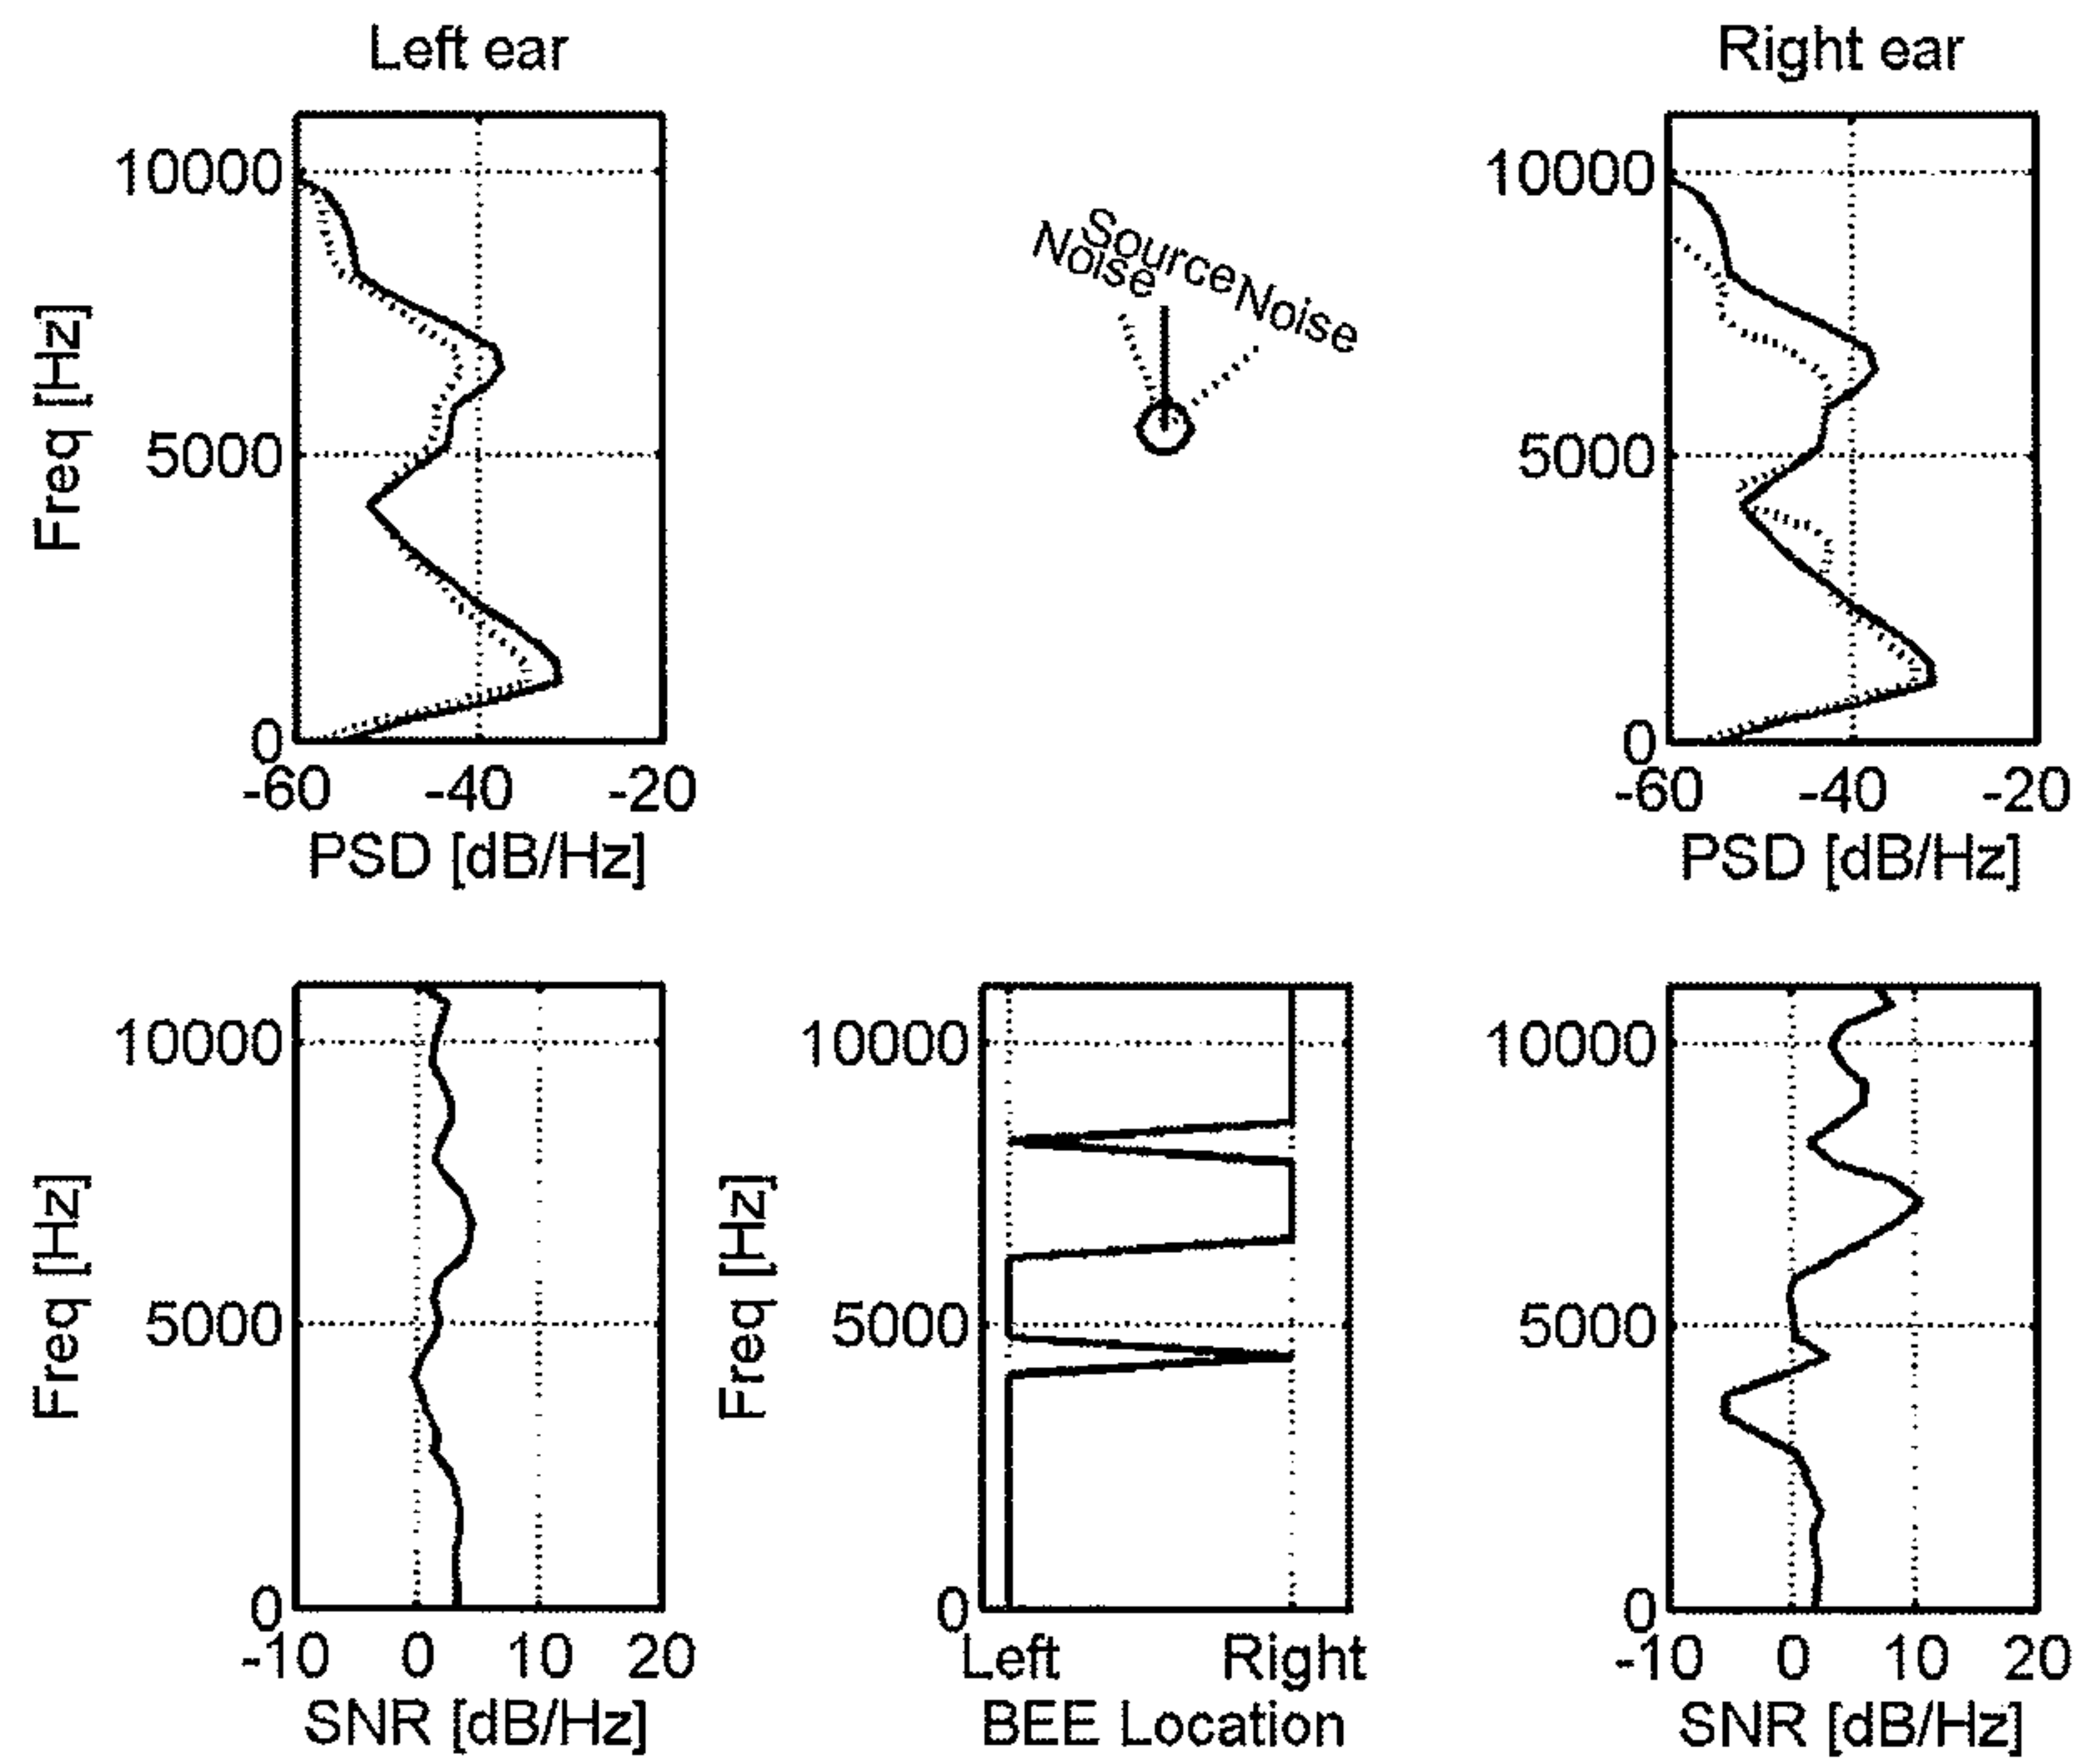 Left ear
Right ear
10000
5000
0
Freq [Hz]
-60 -40 -20
PSD [dB/Hz]
Noise
Source
Noise
10000
5000
0
-60 -40 -20
PSD [dB/Hz]
10000
5000
0
Freq [Hz]
-10 0 10 20
SNR [dB/Hz]
10000
5000
0
Freq [Hz]
Left Right
BEE Location
10000
5000
0
-10 0 10 20
SNR [dB/Hz]